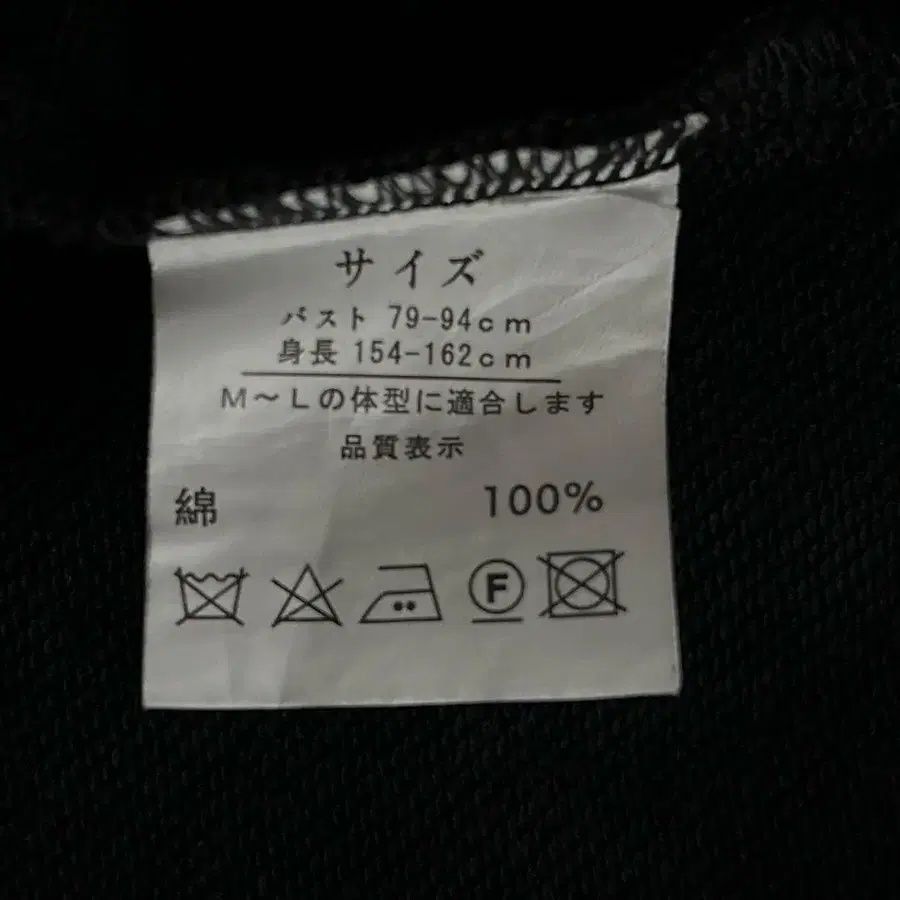 サイズ
バスト 79-94cm
身長 154-162cm
M～Lの体型に適合します
品質表示
綿 100%
F